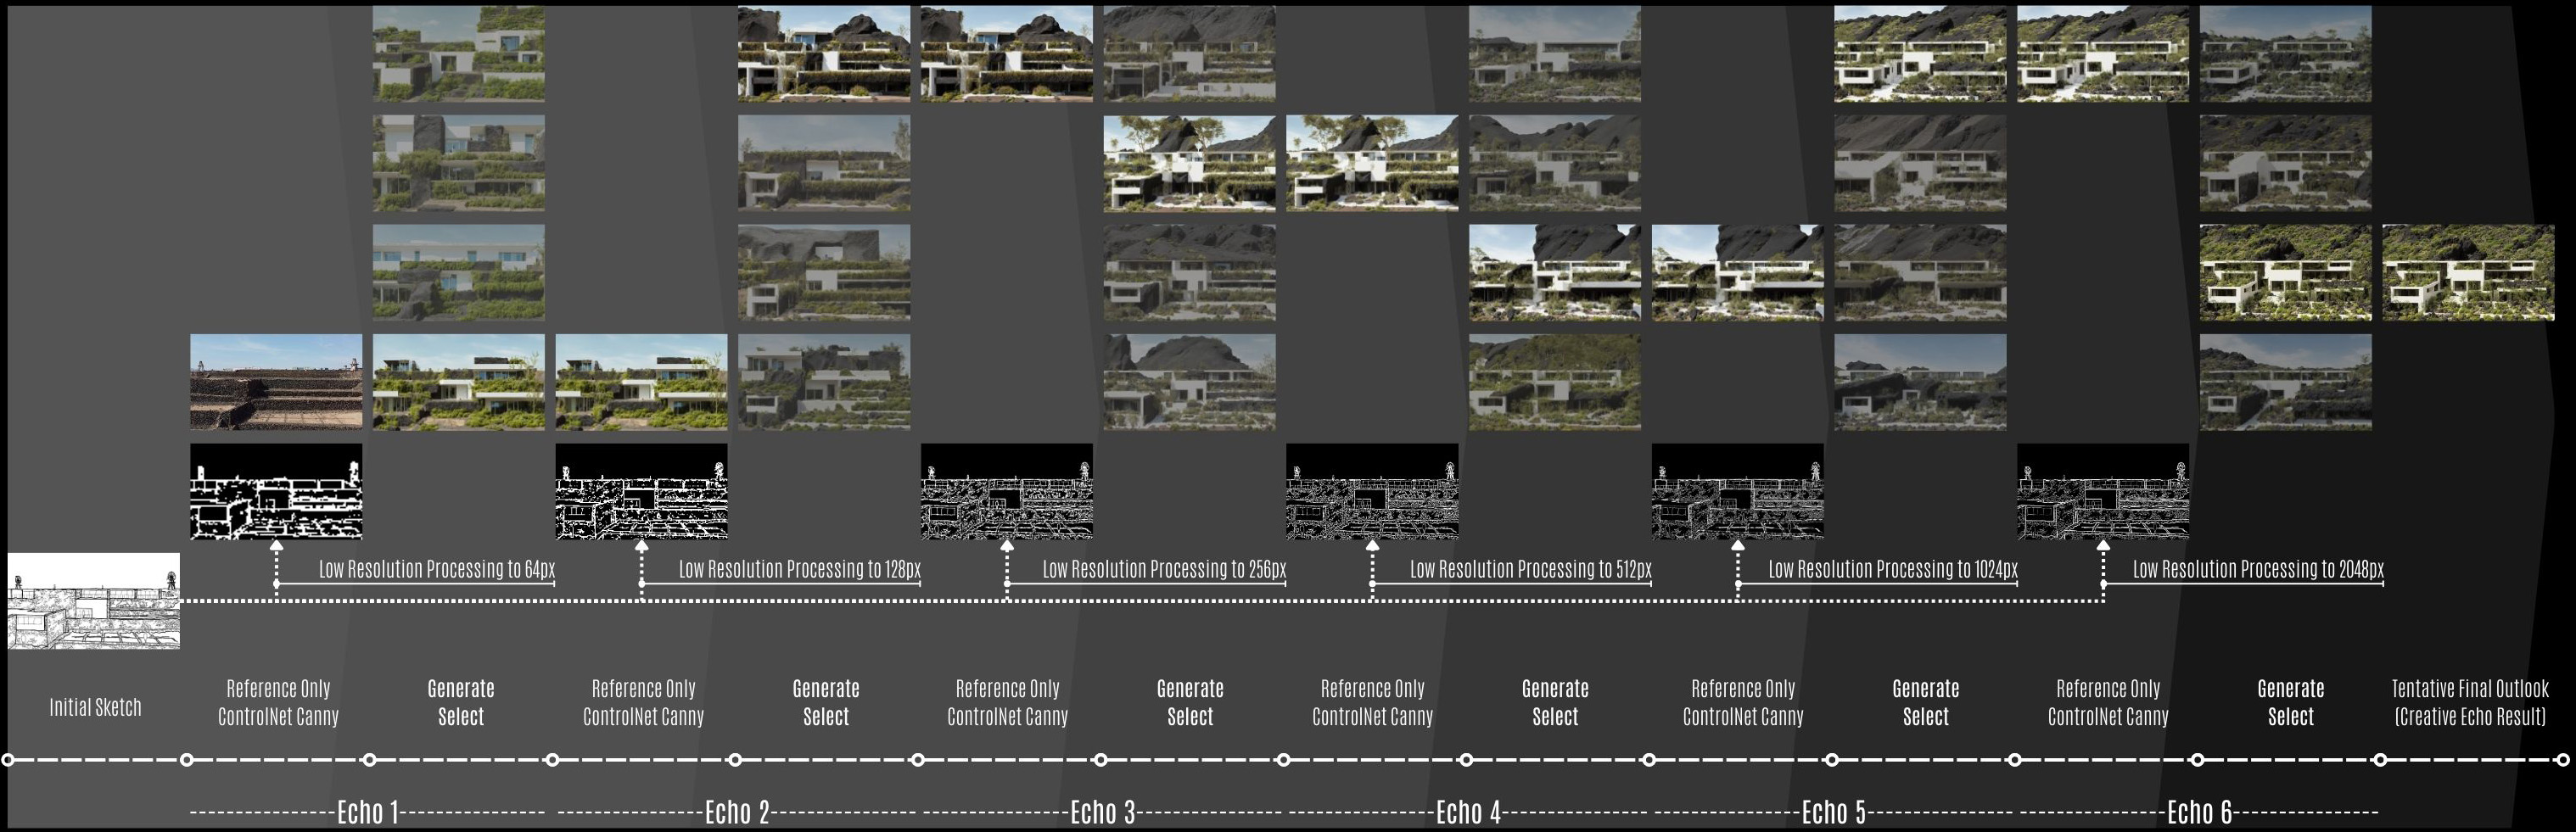 Low Resolution Processing to 64px
Low Resolution Processing to 128px
Low Resolution Processing to 256px
Low Resolution Processing to 512px
Low Resolution Processing to 1024px
Low Resolution Processing to 2048px
Initial Sketch
Reference Only
ControlNet Canny
Generate
Select
Reference Only
ControlNet Canny
Generate
Select
Reference Only
ControlNet Canny
Generate
Select
Reference Only
ControlNet Canny
Generate
Select
Reference Only
ControlNet Canny
Generate
Select
Reference Only
ControlNet Canny
Generate
Select
Tentative Final Outlook
(Creative Echo Result)
Echo 1
Echo 2
Echo 3
Echo 4
Echo 5
Echo 6